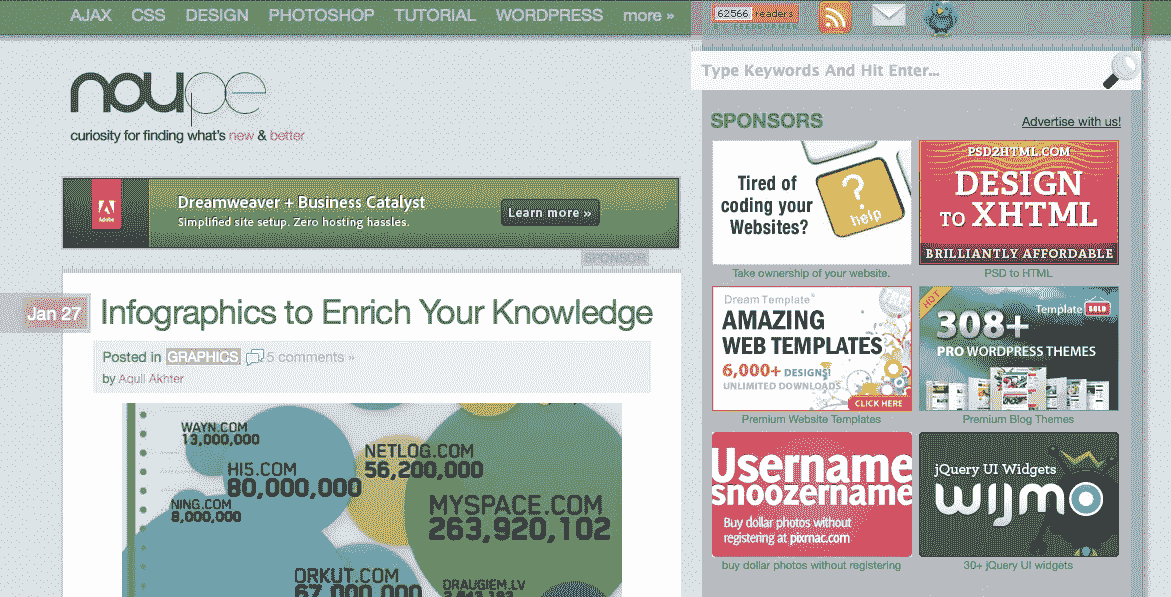 AJAX CSS DESIGN PHOTOSHOP TUTORIAL WORDPRESS more »
62566 readers
Type Keywords And Hit Enter...
noupe
curiosity for finding what's new & better
Adobe
Dreamweaver + Business Catalyst
Simplified site setup. Zero hosting hassles.
Learn more »
SPONSOR
Jan 27
Infographics to Enrich Your Knowledge
Posted in GRAPHICS 5 comments »
by Aquil Akhter
WAYN.COM
13,000,000
HI5.COM
80,000,000
NING.COM
8,000,000
NETLOG.COM
56,200,000
MYSPACE.COM
263,920,102
ORKUT.COM
67,000,000
DRAUGIEM.LV
SPONSORS
Advertise with us!
Tired of
coding your
Websites?
?
help
Take ownership of your website.
PSD2HTML.COM
DESIGN
TO XHTML
BRILLIANTLY AFFORDABLE
PSD to HTML
Dream Template
AMAZING
WEB TEMPLATES
6,000+ DESIGNS!
UNLIMITED DOWNLOADS
CLICK HERE
Premium Website Templates
HOT
Template SOLD
308+
PRO WORDPRESS THEMES
Premium Blog Themes
Username
snoozername
Buy dollar photos without
registering at pixmac.com
buy dollar photos without registering
jQuery UI Widgets
wijmo
30+ jQuery UI widgets